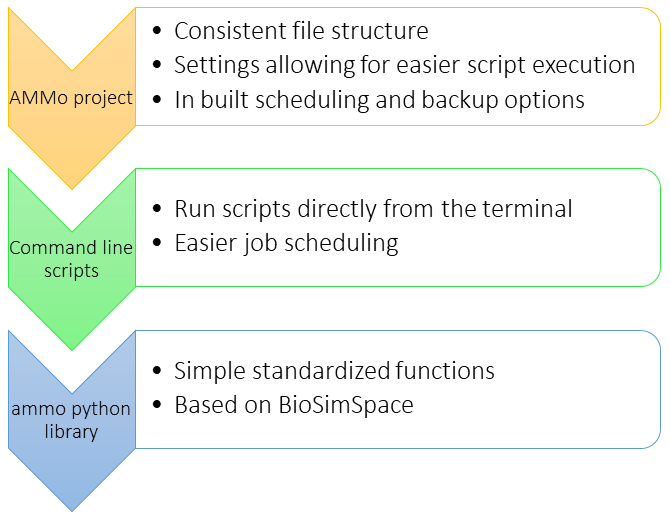 AMMo project
• Consistent file structure
• Settings allowing for easier script execution
• In built scheduling and backup options
Command line
scripts
• Run scripts directly from the terminal
• Easier job scheduling
ammo python
library
• Simple standardized functions
• Based on BioSimSpace